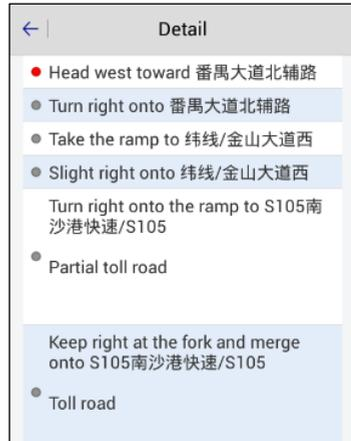 Detail
Head west toward 番禺大道北辅路
Turn right onto 番禺大道北辅路
Take the ramp to 纬线/金山大道西
Slight right onto 纬线/金山大道西
Turn right onto the ramp to S105南
沙港快速/S105
Partial toll road
Keep right at the fork and merge
onto S105南沙港快速/S105
Toll road